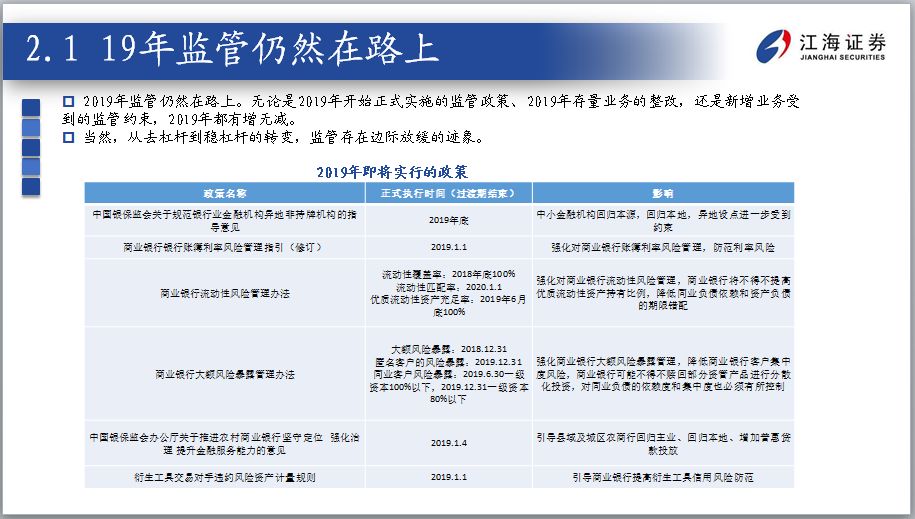 2.1 19年监管仍然在路上
江海证券
JIANGHAI SECURITIES
2019年监管仍然在路上。无论是2019年开始正式实施的监管政策、2019年存量业务的整改，还是新增业务受
到的监管约束，2019年都有增无减。
当然，从去杠杆到稳杠杆的转变，监管存在边际放缓的迹象。
2019年即将实行的政策
政策名称 正式执行时间（过渡期结束） 影响
中国银保监会关于规范银行业金融机构异地非持牌机构的指
导意见
2019年底
中小金融机构回归本源，回归本地，异地设点进一步受到
约束
商业银行银行账簿利率风险管理指引（修订） 2019.1.1 强化对商业银行账簿利率风险管理，防范利率风险
商业银行流动性风险管理办法
流动性覆盖率：2018年底100%
流动性匹配率：2020.1.1
优质流动性资产充足率：2019年6月
底100%
强化对商业银行流动性风险管理，商业银行将不得不提高
优质流动性资产持有比例，降低同业负债依赖和资产负债
的期限错配
商业银行大额风险暴露管理办法
大额风险暴露：2018.12.31
匿名客户的风险暴露：2019.12.31
同业客户风险暴露：2019.6.30一级
资本100%以下，2019.12.31一级资本
80%以下
强化商业银行大额风险暴露管理，降低商业银行客户集中
度风险，商业银行可能不得不赎回部分资管产品进行分散
化投资，对同业负债的依赖度和集中度也必须有所控制
中国银保监会办公厅关于推进农村商业银行坚守定位 强化治
理 提升金融服务能力的意见
2019.1.4
引导县域及城区农商行回归主业、回归本地、增加普惠贷
款投放
衍生工具交易对手违约风险资产计量规则 2019.1.1 引导商业银行提高衍生工具信用风险防范